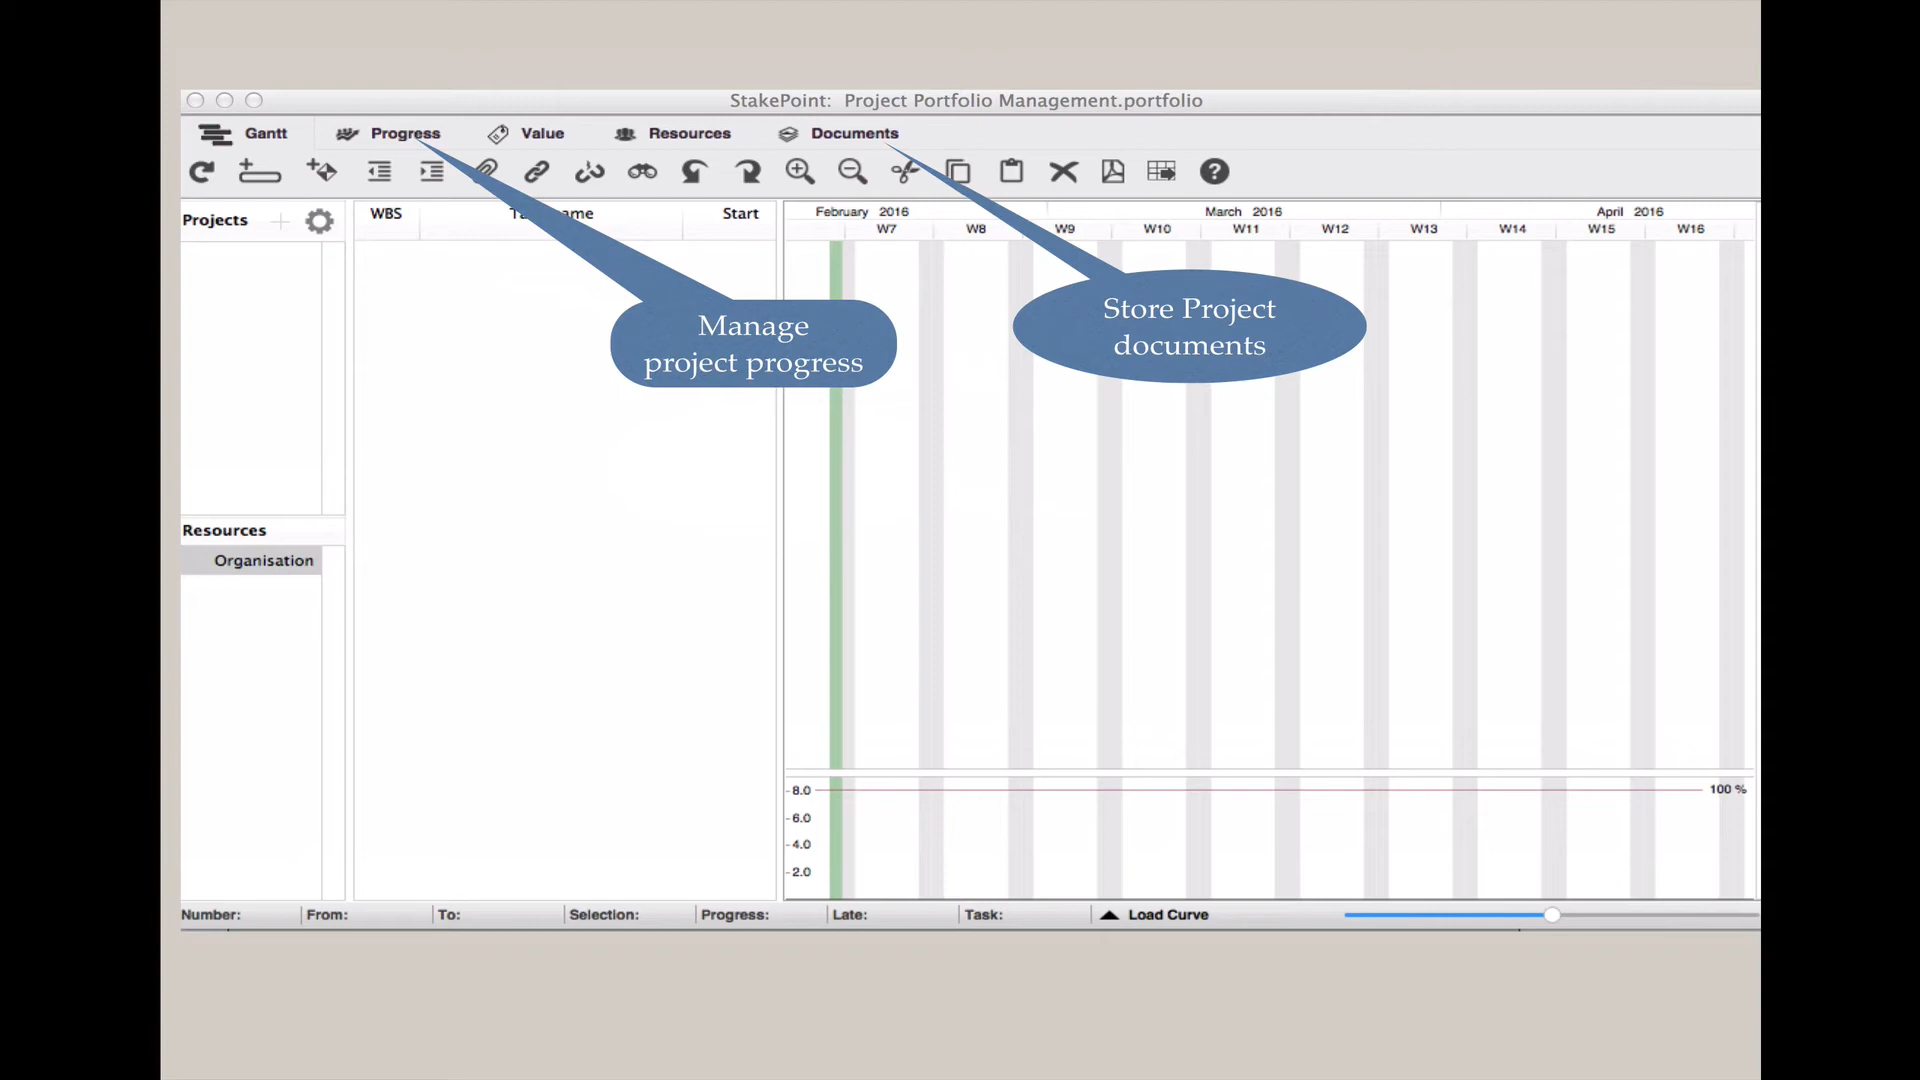 StakePoint: Project Portfolio Management.portfolio
Gantt Progress Value Resources Documents
Projects WBS Start
February 2016 March 2016 April 2016
W7 W8 W9 W10 W11 W12 W13 W14 W15 W16
Manage
project progress
Store Project
documents
Resources
Organisation
8.0 100 %
6.0
4.0
2.0
Number: From: To: Selection: Progress: Late: Task: Load Curve